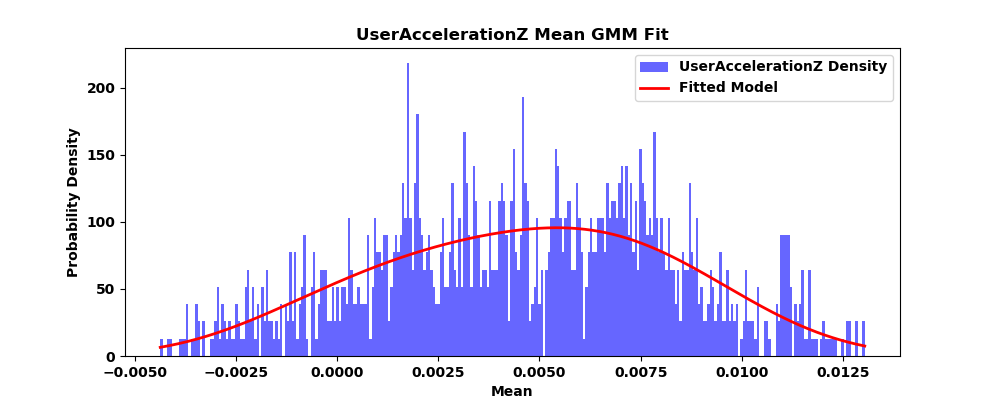 UserAccelerationZ Mean GMM Fit
UserAccelerationZ Density
Fitted Model
Probability Density
200
150
100
50
0
−0.0050 −0.0025 0.0000 0.0025 0.0050 0.0075 0.0100 0.0125
Mean